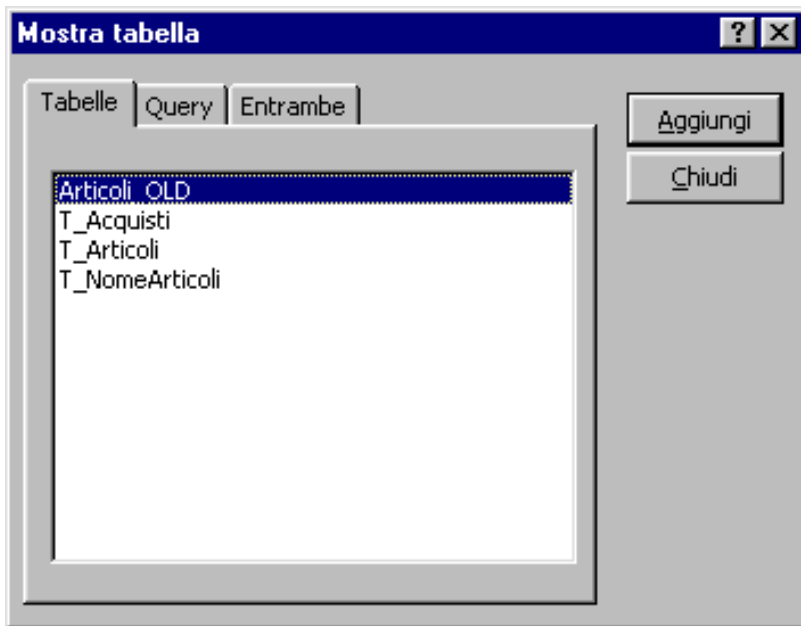 Mostra tabella
Tabelle Query Entrambe
Aggiungi
Chiudi
Articoli_OLD
T_Acquisti
T_Articoli
T_NomeArticoli